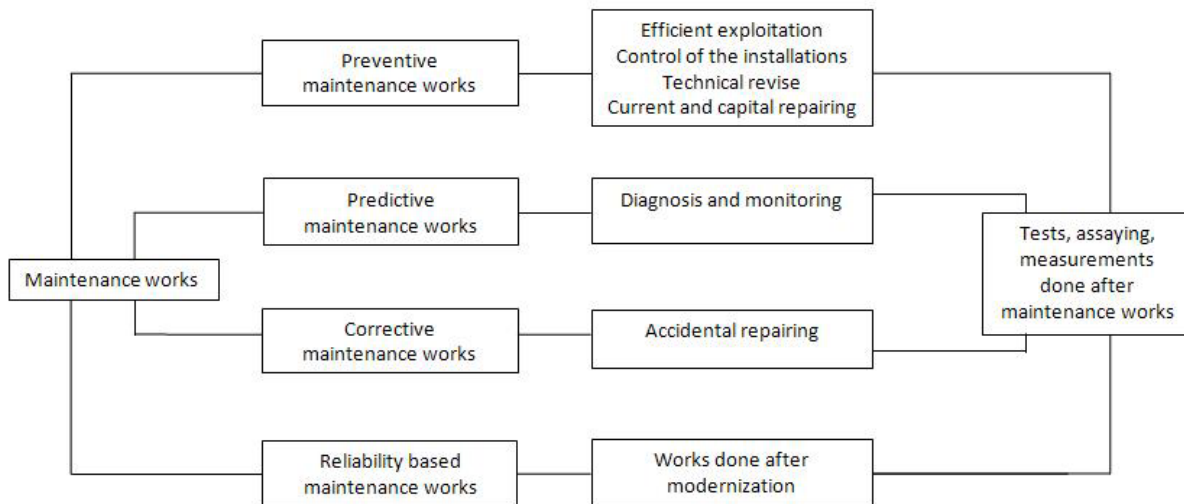 Preventive
maintenance works
Efficient exploitation
Control of the installations
Technical revise
Current and capital repairing
Predictive
maintenance works
Diagnosis and monitoring
Maintenance works
Tests, assaying,
measurements
done after
maintenance works
Corrective
maintenance works
Accidental repairing
Reliability based
maintenance works
Works done after
modernization